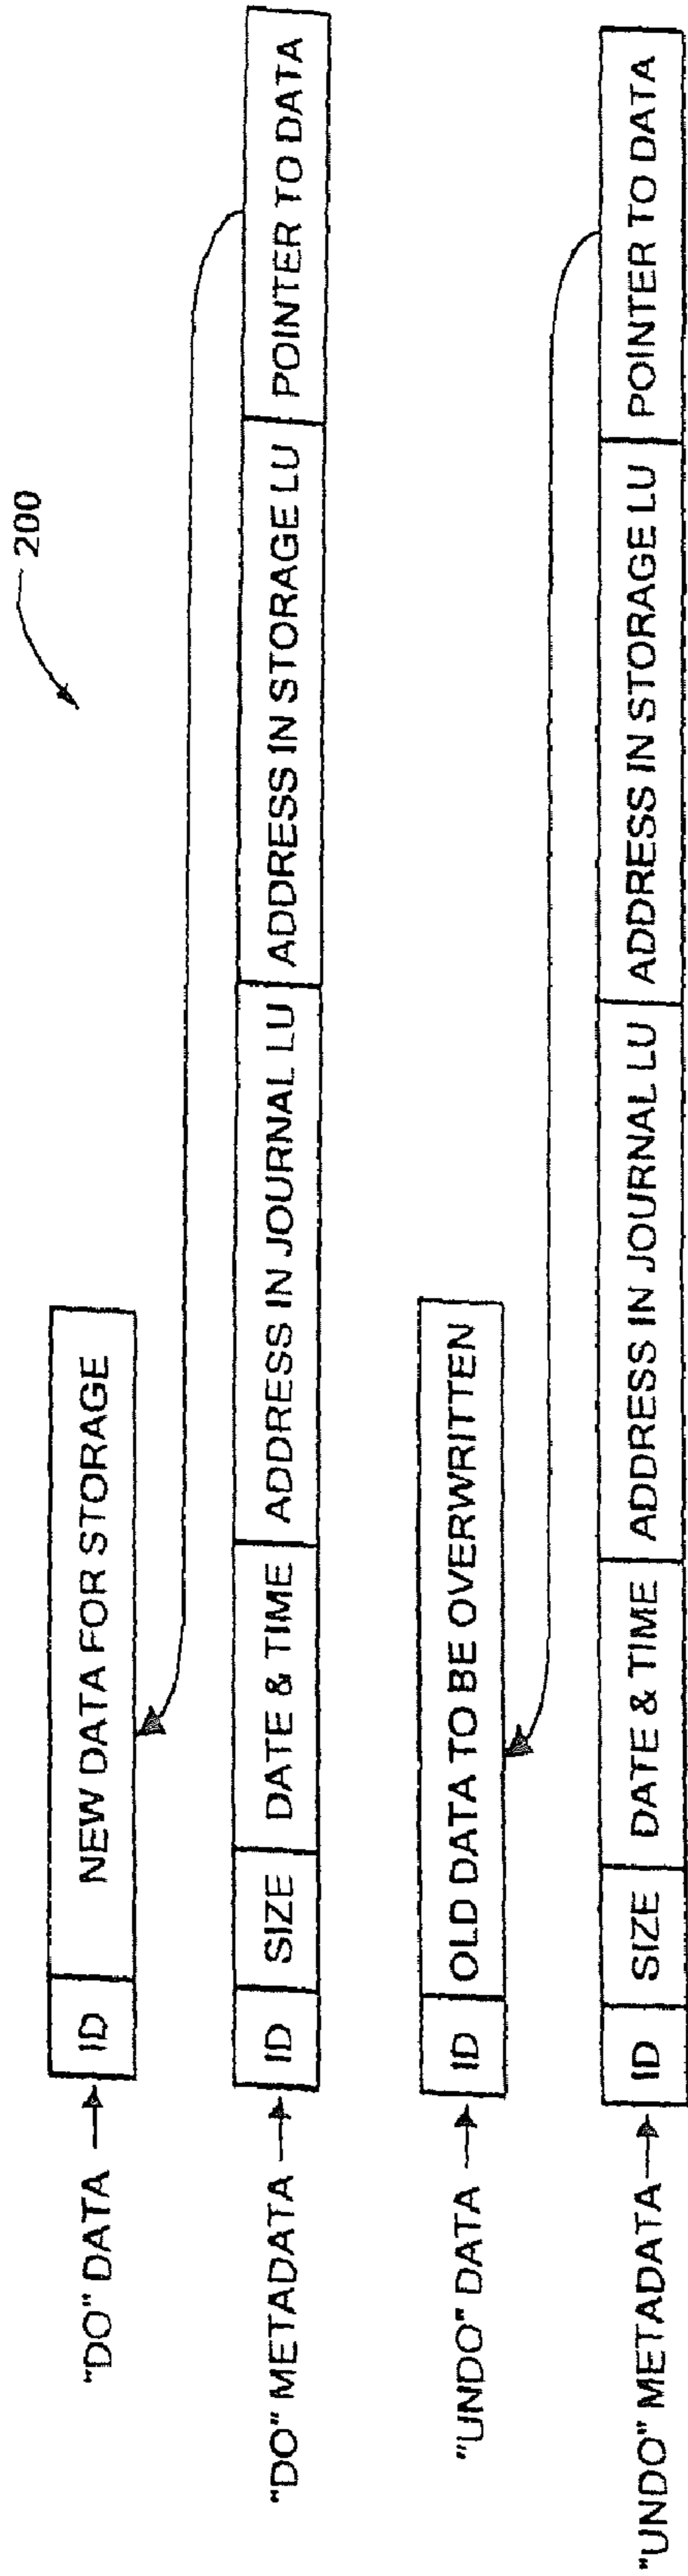 200
"DO" DATA → ID NEW DATA FOR STORAGE
"DO" METADATA → ID SIZE DATE & TIME ADDRESS IN JOURNAL LU ADDRESS IN STORAGE LU POINTER TO DATA
"UNDO" DATA → ID OLD DATA TO BE OVERWRITTEN
"UNDO" METADATA → ID SIZE DATE & TIME ADDRESS IN JOURNAL LU ADDRESS IN STORAGE LU POINTER TO DATA